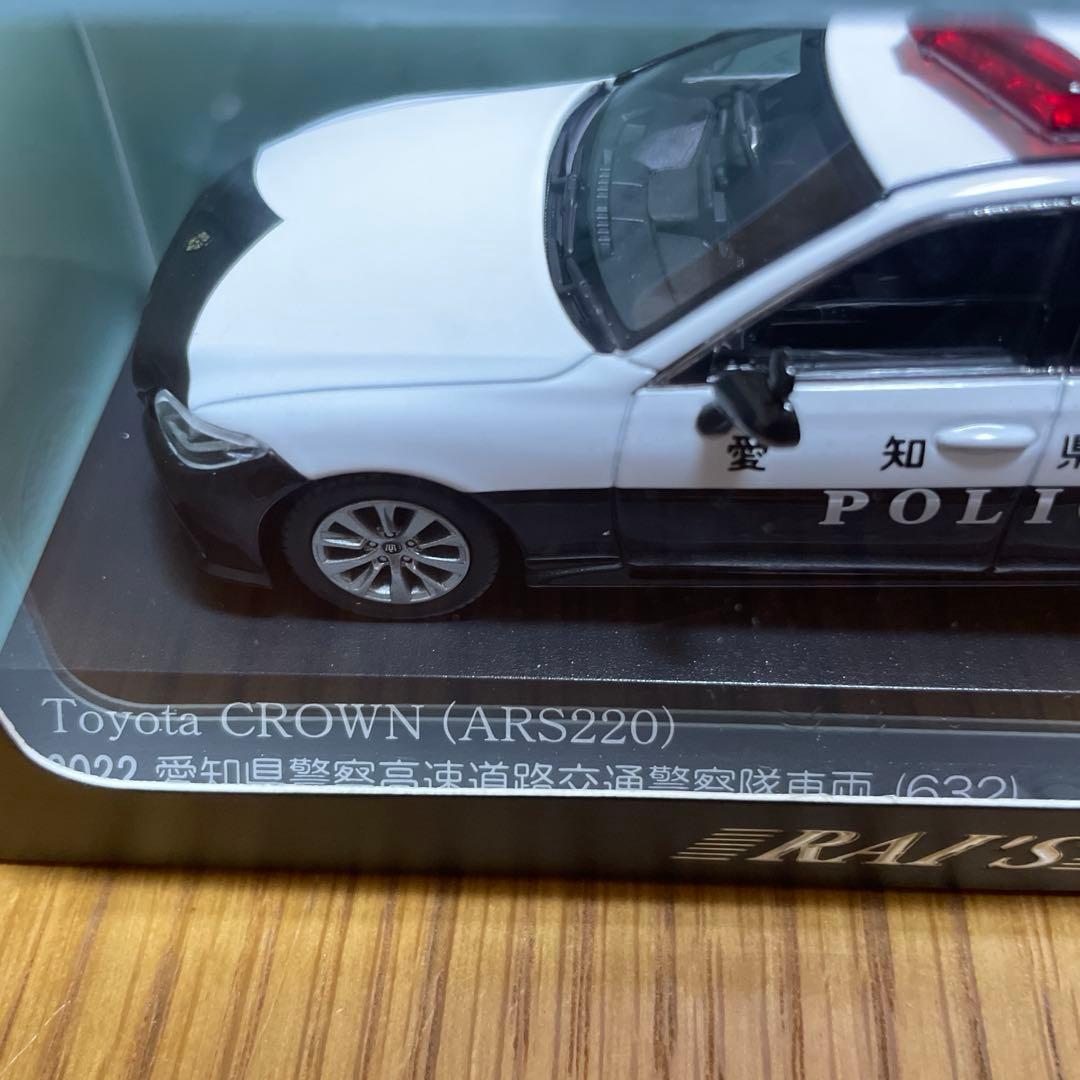 愛 知 県
POLIC
Toyota CROWN (ARS220)
2022 愛知県警察高速道路交通警察隊車両 (632)
RAI'S